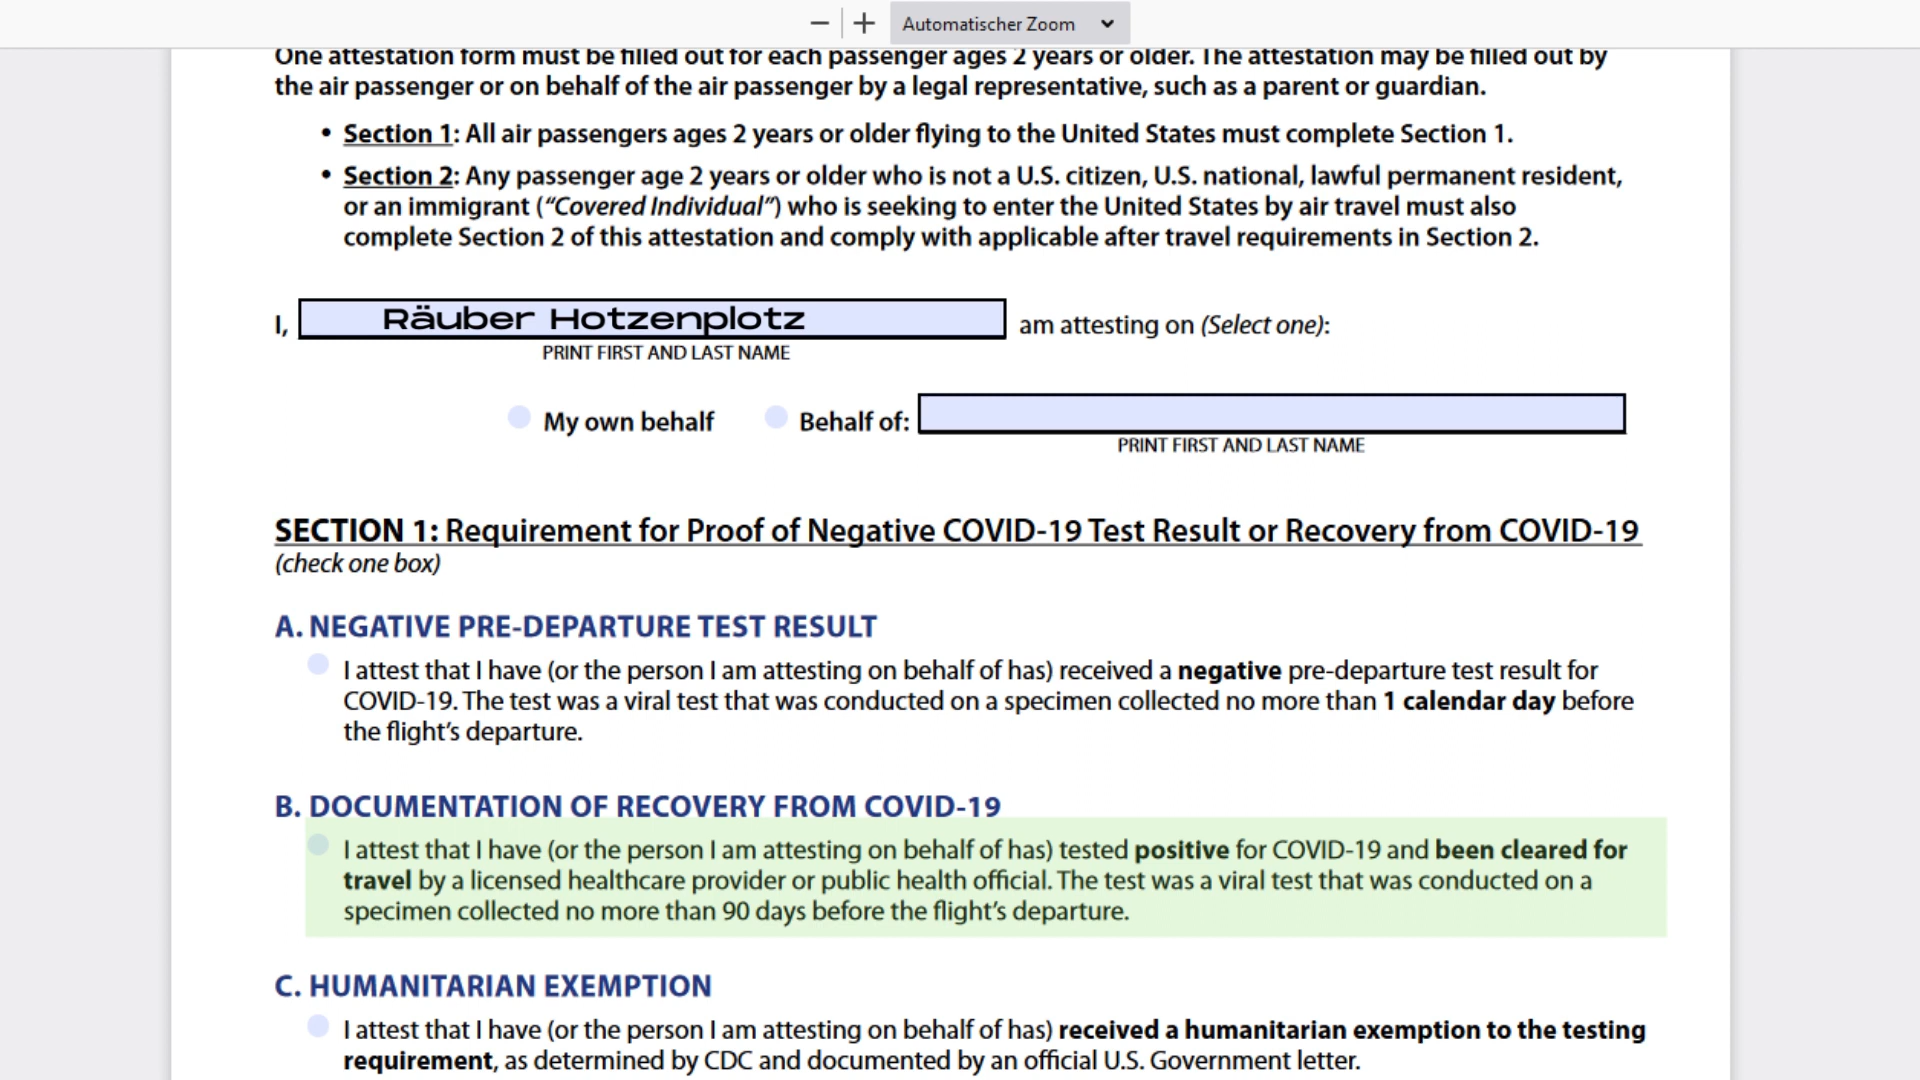 Automatischer Zoom
One attestation form must be filled out for each passenger ages 2 years or older. The attestation may be filled out by
the air passenger or on behalf of the air passenger by a legal representative, such as a parent or guardian.
• Section 1: All air passengers ages 2 years or older flying to the United States must complete Section 1.
• Section 2: Any passenger age 2 years or older who is not a U.S. citizen, U.S. national, lawful permanent resident,
or an immigrant (“Covered Individual”) who is seeking to enter the United States by air travel must also
complete Section 2 of this attestation and comply with applicable after travel requirements in Section 2.
I, Räuber Hotzenplotz am attesting on (Select one):
PRINT FIRST AND LAST NAME
My own behalf Behalf of:
PRINT FIRST AND LAST NAME
SECTION 1: Requirement for Proof of Negative COVID-19 Test Result or Recovery from COVID-19
(check one box)
A. NEGATIVE PRE-DEPARTURE TEST RESULT
I attest that I have (or the person I am attesting on behalf of has) received a negative pre-departure test result for
COVID-19. The test was a viral test that was conducted on a specimen collected no more than 1 calendar day before
the flight’s departure.
B. DOCUMENTATION OF RECOVERY FROM COVID-19
I attest that I have (or the person I am attesting on behalf of has) tested positive for COVID-19 and been cleared for
travel by a licensed healthcare provider or public health official. The test was a viral test that was conducted on a
specimen collected no more than 90 days before the flight’s departure.
C. HUMANITARIAN EXEMPTION
I attest that I have (or the person I am attesting on behalf of has) received a humanitarian exemption to the testing
requirement, as determined by CDC and documented by an official U.S. Government letter.